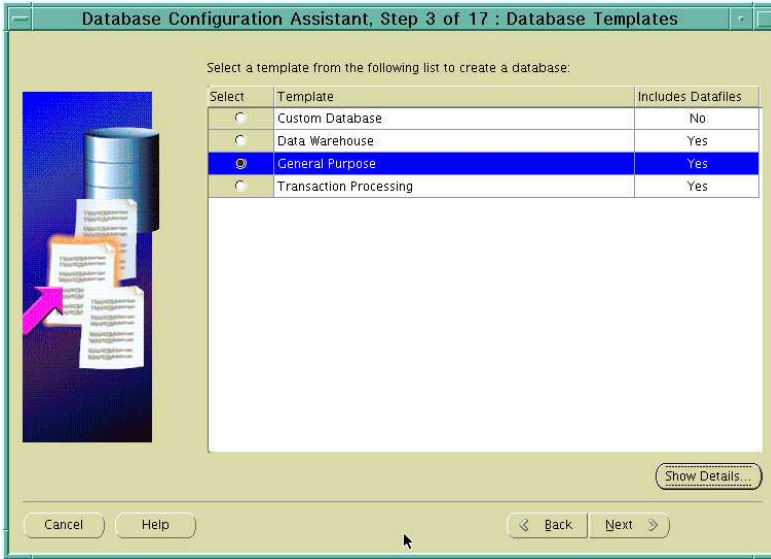 Database Configuration Assistant, Step 3 of 17 : Database Templates
Select a template from the following list to create a database:
Select Template Includes Datafiles
Custom Database No
Data Warehouse Yes
General Purpose Yes
Transaction Processing Yes
Show Details...
Cancel Help Back Next